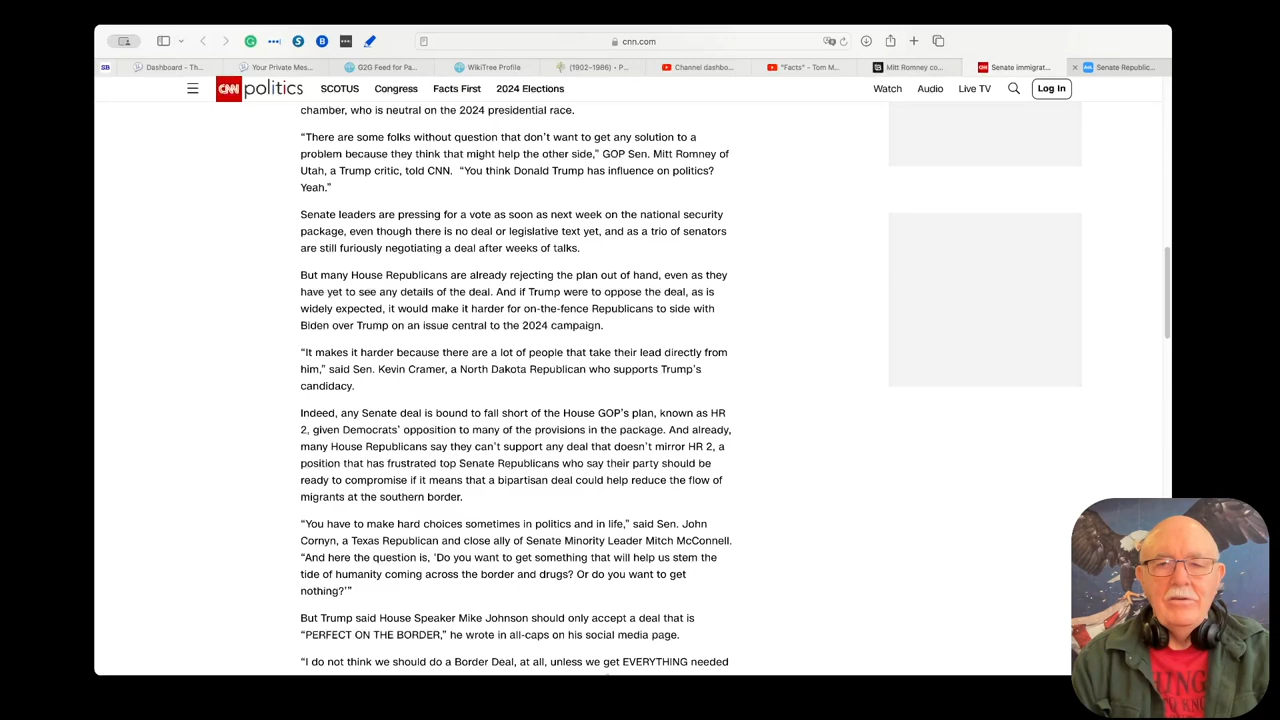 cnn.com
SB
Dashboard - Th...
Your Private Mes...
G2G Feed for Pa...
WikiTree Profile
(1902–1986) - P...
Channel dashbo...
"Facts" - Tom M...
Mitt Romney co...
Senate immigrat...
Senate Republic...
CNN politics
SCOTUS
Congress
Facts First
2024 Elections
Watch
Audio
Live TV
Log In
chamber, who is neutral on the 2024 presidential race.
“There are some folks without question that don’t want to get any solution to a
problem because they think that might help the other side,” GOP Sen. Mitt Romney of
Utah, a Trump critic, told CNN. “You think Donald Trump has influence on politics?
Yeah.”
Senate leaders are pressing for a vote as soon as next week on the national security
package, even though there is no deal or legislative text yet, and as a trio of senators
are still furiously negotiating a deal after weeks of talks.
But many House Republicans are already rejecting the plan out of hand, even as they
have yet to see any details of the deal. And if Trump were to oppose the deal, as is
widely expected, it would make it harder for on-the-fence Republicans to side with
Biden over Trump on an issue central to the 2024 campaign.
“It makes it harder because there are a lot of people that take their lead directly from
him,” said Sen. Kevin Cramer, a North Dakota Republican who supports Trump’s
candidacy.
Indeed, any Senate deal is bound to fall short of the House GOP’s plan, known as HR
2, given Democrats’ opposition to many of the provisions in the package. And already,
many House Republicans say they can’t support any deal that doesn’t mirror HR 2, a
position that has frustrated top Senate Republicans who say their party should be
ready to compromise if it means that a bipartisan deal could help reduce the flow of
migrants at the southern border.
“You have to make hard choices sometimes in politics and in life,” said Sen. John
Cornyn, a Texas Republican and close ally of Senate Minority Leader Mitch McConnell.
“And here the question is, ‘Do you want to get something that will help us stem the
tide of humanity coming across the border and drugs? Or do you want to get
nothing?’”
But Trump said House Speaker Mike Johnson should only accept a deal that is
“PERFECT ON THE BORDER,” he wrote in all-caps on his social media page.
“I do not think we should do a Border Deal, at all, unless we get EVERYTHING needed